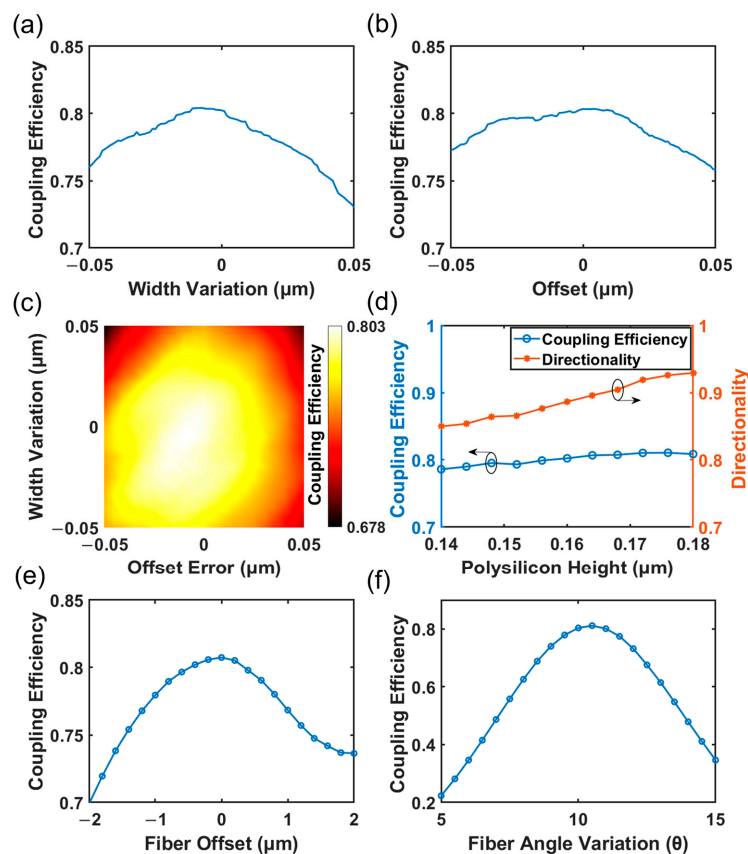 (a)
0.85
0.8
0.75
0.7
Coupling Efficiency
−0.05
0
0.05
Width Variation (μm)
(b)
0.85
0.8
0.75
0.7
Coupling Efficiency
−0.05
0
0.05
Offset (μm)
(c)
0.05
0
−0.05
Width Variation (μm)
−0.05
0
0.05
Offset Error (μm)
0.803
0.678
Coupling Efficiency
(d)
1
0.9
0.8
0.7
Coupling Efficiency
Coupling Efficiency
Directionality
1
0.9
0.8
0.7
Directionality
0.14
0.15
0.16
0.17
0.18
Polysilicon Height (μm)
(e)
0.85
0.8
0.75
0.7
Coupling Efficiency
−2
−1
0
1
2
Fiber Offset (μm)
(f)
0.8
0.6
0.4
0.2
Coupling Efficiency
5
10
15
Fiber Angle Variation (θ)